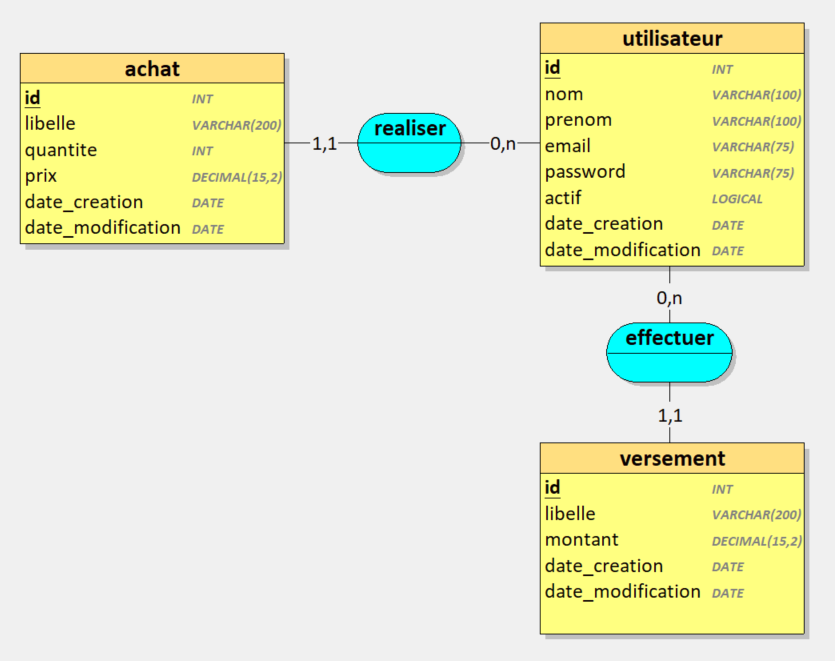 achat
id INT
libelle VARCHAR(200)
quantite INT
prix DECIMAL(15,2)
date_creation DATE
date_modification DATE
1,1
realiser
0,n
utilisateur
id INT
nom VARCHAR(100)
prenom VARCHAR(100)
email VARCHAR(75)
password VARCHAR(75)
actif LOGICAL
date_creation DATE
date_modification DATE
0,n
effectuer
1,1
versement
id INT
libelle VARCHAR(200)
montant DECIMAL(15,2)
date_creation DATE
date_modification DATE